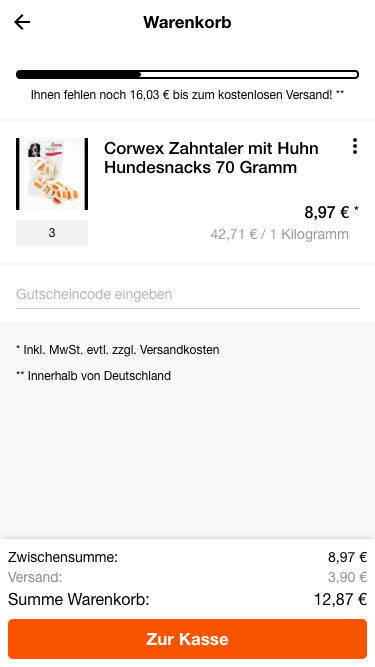 Warenkorb
Ihnen fehlen noch 16,03 € bis zum kostenlosen Versand! **
Corwex Zahntaler mit Huhn
Hundesnacks 70 Gramm
8,97 € *
3
42,71 € / 1 Kilogramm
Gutscheincode eingeben
* Inkl. MwSt. evtl. zzgl. Versandkosten
** Innerhalb von Deutschland
Zwischensumme: 8,97 €
Versand: 3,90 €
Summe Warenkorb: 12,87 €
Zur Kasse